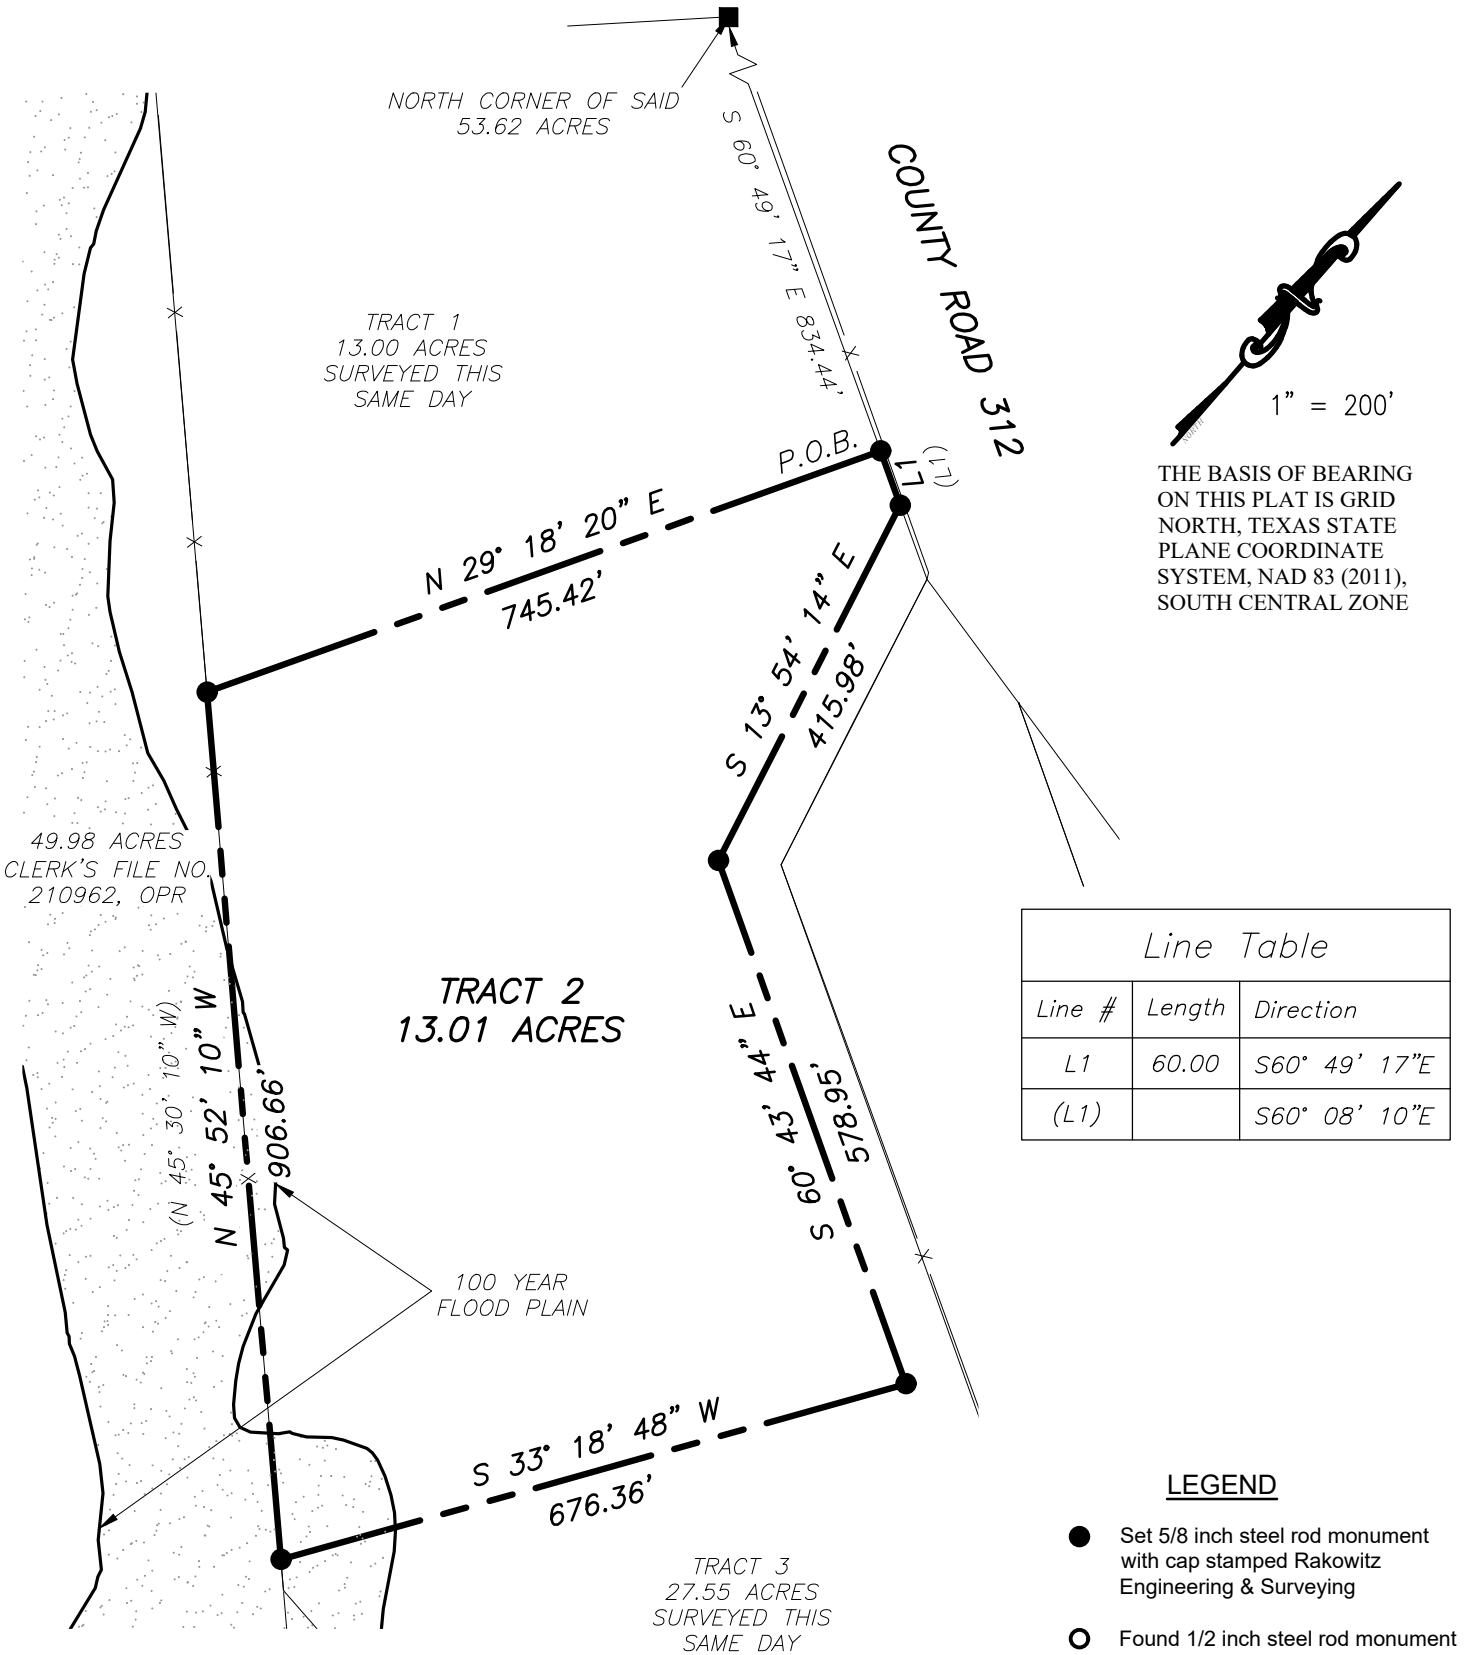 NORTH CORNER OF SAID
53.62 ACRES
S 60° 49' 17" E 834.44'
COUNTY ROAD 312
TRACT 1
13.00 ACRES
SURVEYED THIS
SAME DAY
NORTH
1" = 200'
THE BASIS OF BEARING
ON THIS PLAT IS GRID
NORTH, TEXAS STATE
PLANE COORDINATE
SYSTEM, NAD 83 (2011),
SOUTH CENTRAL ZONE
P.O.B.
L1
(L1)
N 29° 18' 20" E
745.42'
S 13° 54' 14" E
415.98'
49.98 ACRES
CLERK'S FILE NO.
210962, OPR
TRACT 2
13.01 ACRES
(N 45° 30' 10" W)
N 45° 52' 10" W
906.66'
S 60° 43' 44" E
578.95'
Line Table
Line # Length Direction
L1 60.00 S60° 49' 17"E
(L1) S60° 08' 10"E
100 YEAR
FLOOD PLAIN
S 33° 18' 48" W
676.36'
TRACT 3
27.55 ACRES
SURVEYED THIS
SAME DAY
LEGEND
Set 5/8 inch steel rod monument
with cap stamped Rakowitz
Engineering & Surveying
Found 1/2 inch steel rod monument